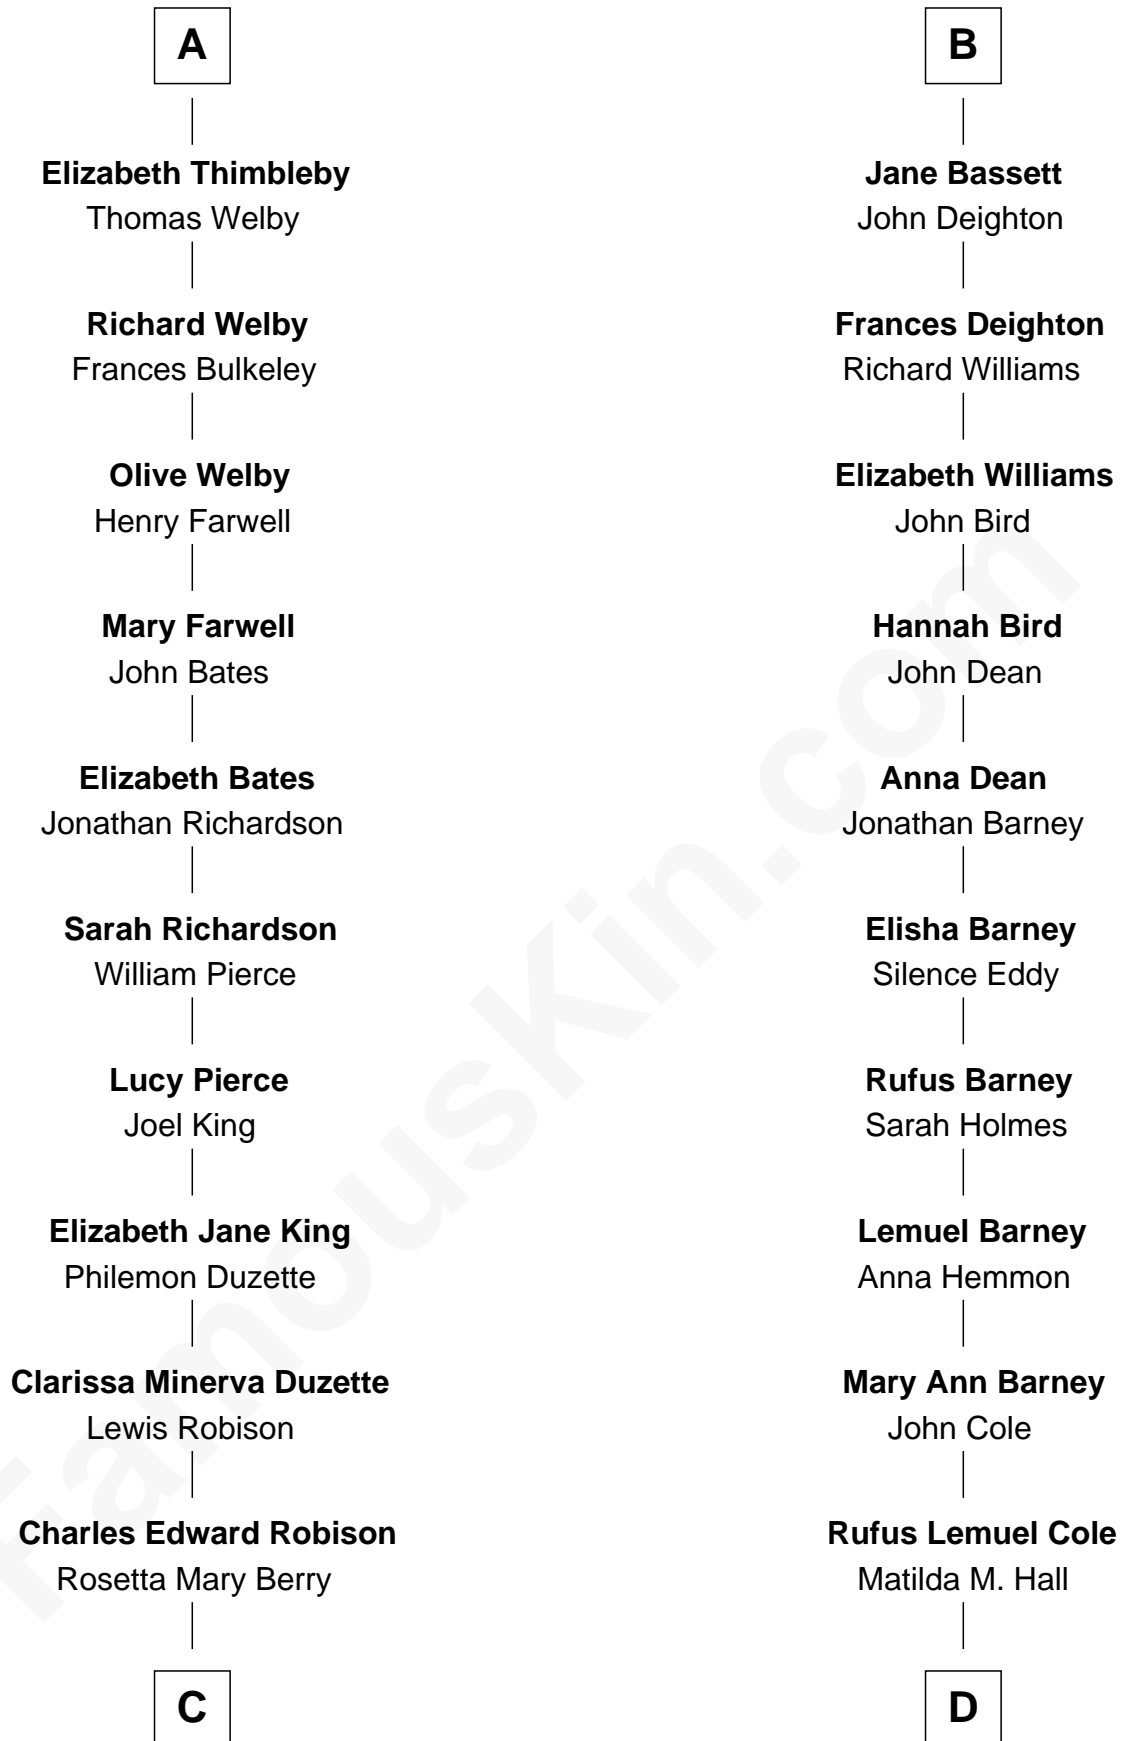 A
Elizabeth Thimbleby
Thomas Welby
Richard Welby
Frances Bulkeley
Olive Welby
Henry Farwell
Mary Farwell
John Bates
Elizabeth Bates
Jonathan Richardson
Sarah Richardson
William Pierce
Lucy Pierce
Joel King
Elizabeth Jane King
Philemon Duzette
Clarissa Minerva Duzette
Lewis Robison
Charles Edward Robison
Rosetta Mary Berry
C
B
Jane Bassett
John Deighton
Frances Deighton
Richard Williams
Elizabeth Williams
John Bird
Hannah Bird
John Dean
Anna Dean
Jonathan Barney
Elisha Barney
Silence Eddy
Rufus Barney
Sarah Holmes
Lemuel Barney
Anna Hemmon
Mary Ann Barney
John Cole
Rufus Lemuel Cole
Matilda M. Hall
D
FamousKin.com